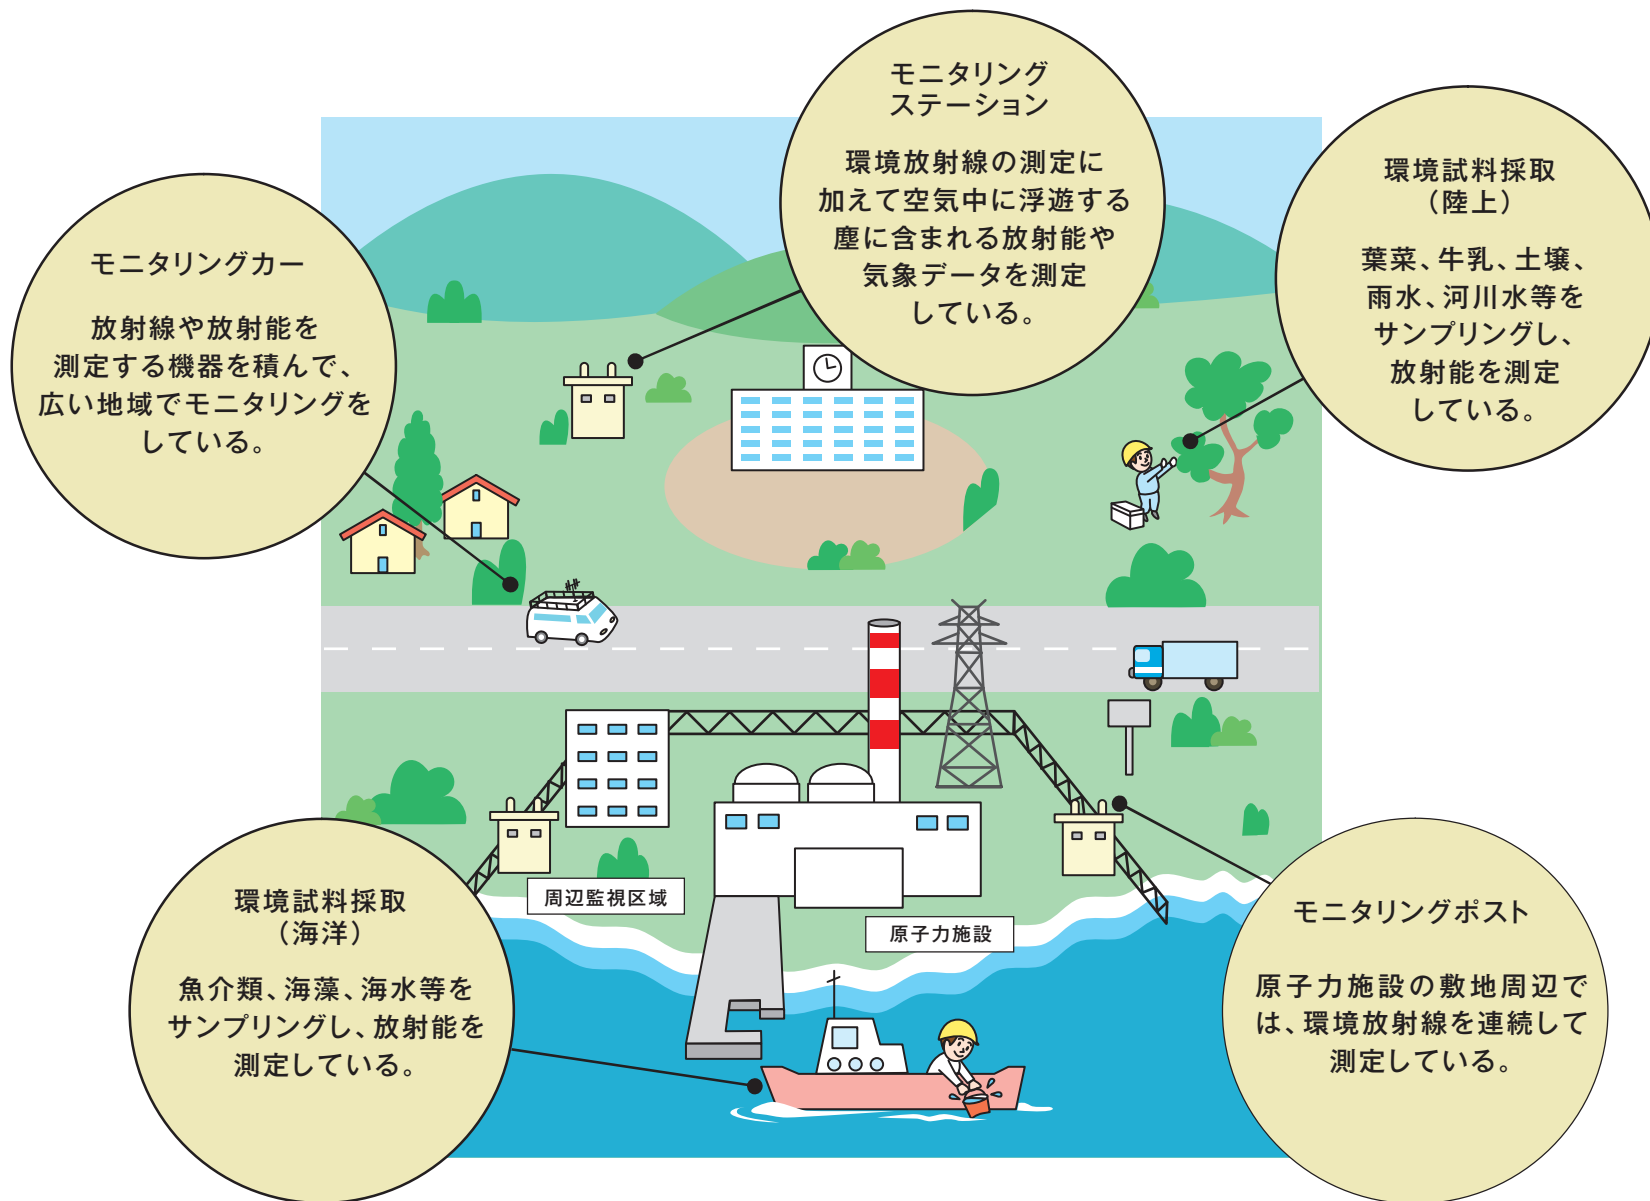 モニタリング
ステーション
環境放射線の測定に
加えて空気中に浮遊する
塵に含まれる放射能や
気象データを測定
している。
環境試料採取
（陸上）
葉菜、牛乳、土壌、
雨水、河川水等を
サンプリングし、
放射能を測定
している。
モニタリングカー
放射線や放射能を
測定する機器を積んで、
広い地域でモニタリングを
している。
周辺監視区域
原子力施設
環境試料採取
（海洋）
魚介類、海藻、海水等を
サンプリングし、放射能を
測定している。
モニタリングポスト
原子力施設の敷地周辺で
は、環境放射線を連続して
測定している。